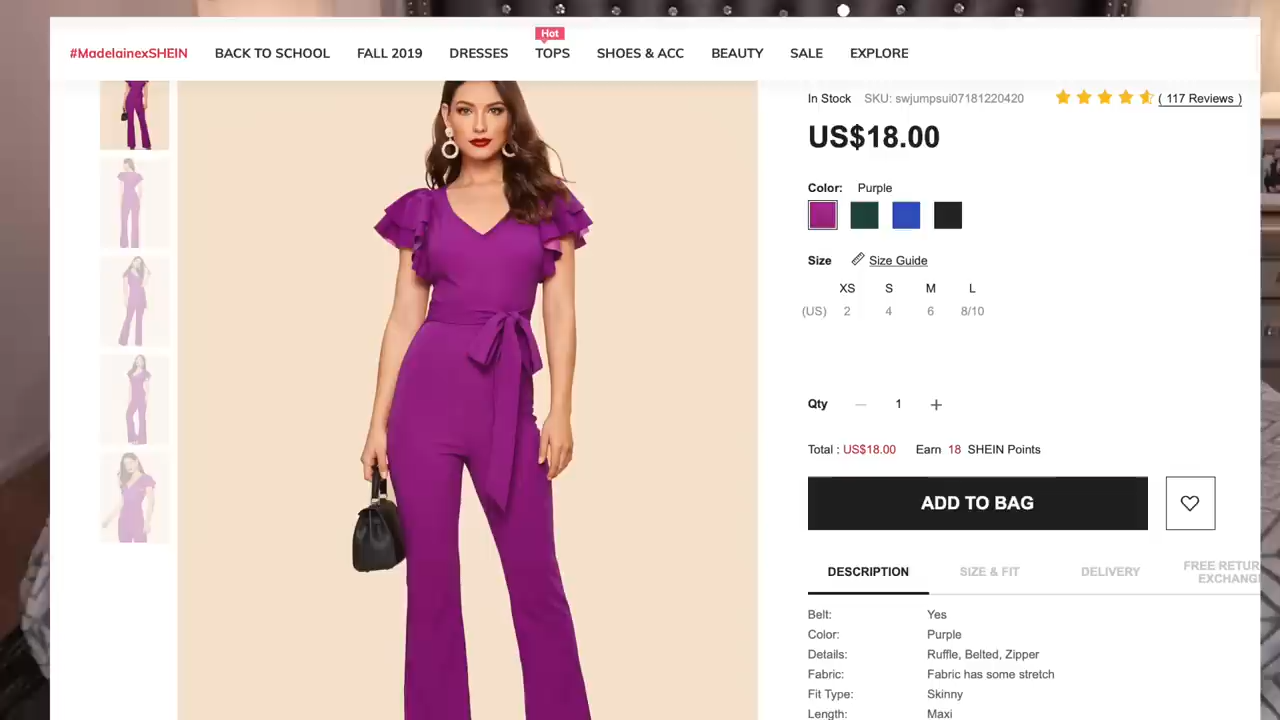 Hot
#MadelainexSHEIN BACK TO SCHOOL FALL 2019 DRESSES TOPS SHOES & ACC BEAUTY SALE EXPLORE
In Stock SKU: swjumpsui07181220420 ( 117 Reviews )
US$18.00
Color: Purple
Size Size Guide
XS S M L
(US) 2 4 6 8/10
Qty 1 +
Total : US$18.00 Earn 18 SHEIN Points
ADD TO BAG
DESCRIPTION SIZE & FIT DELIVERY FREE RETUR
EXCHANG
Belt: Yes
Color: Purple
Details: Ruffle, Belted, Zipper
Fabric: Fabric has some stretch
Fit Type: Skinny
Length: Maxi